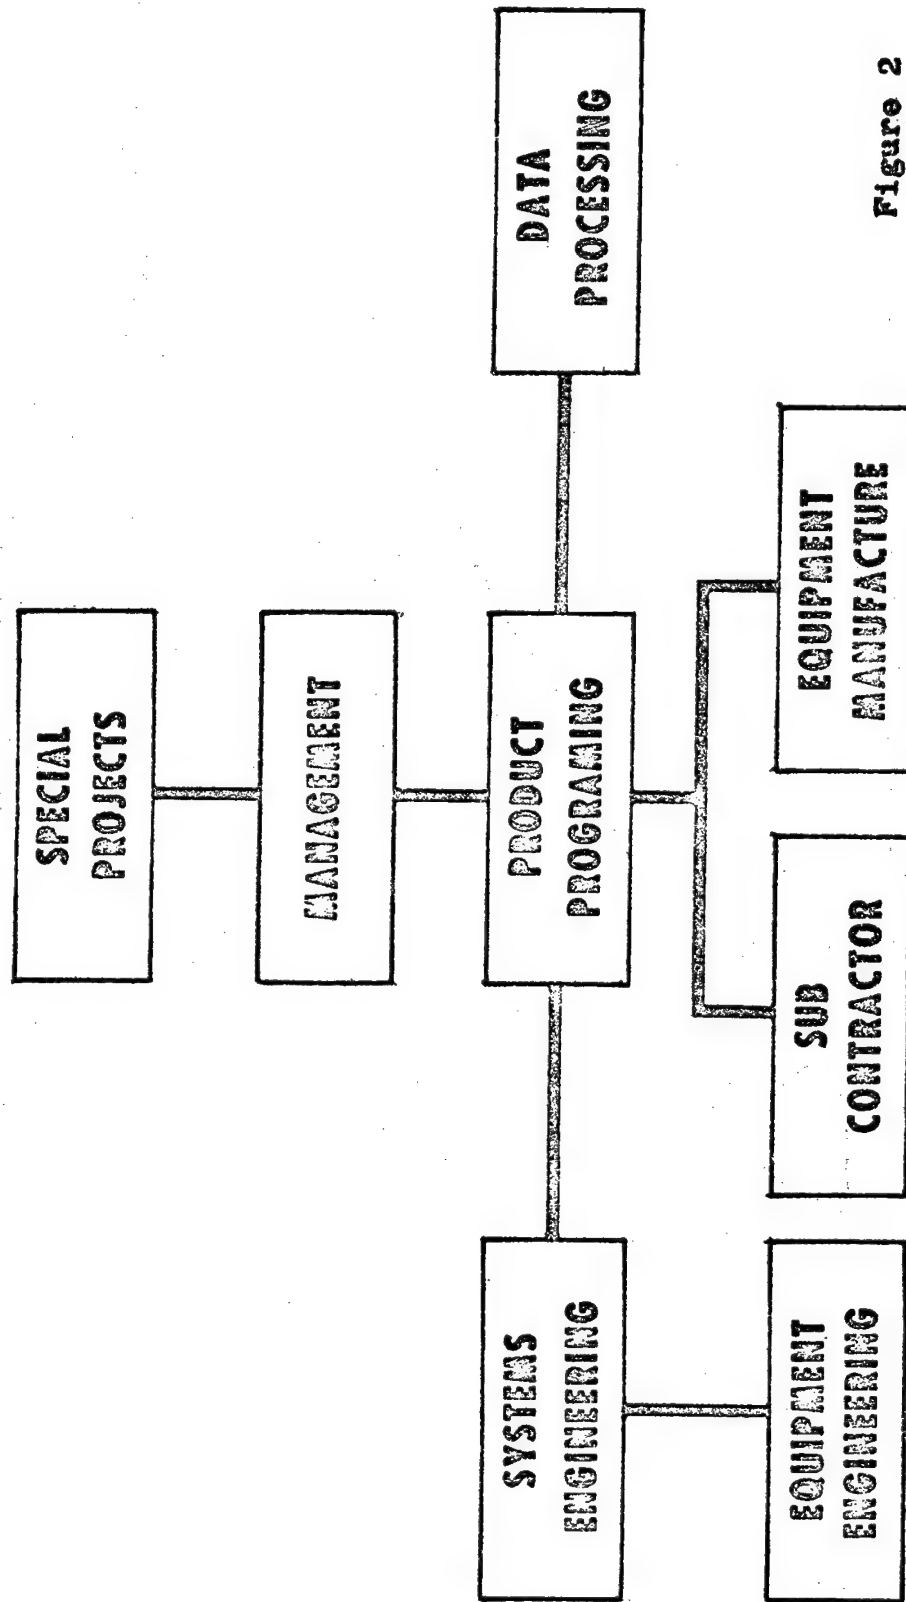 SPECIAL
PROJECTS
MANAGEMENT
SYSTEMS
ENGINEERING
PRODUCT
PROGRAMING
DATA
PROCESSING
EQUIPMENT
ENGINEERING
SUB
CONTRACTOR
EQUIPMENT
MANUFACTURE
Figure 2